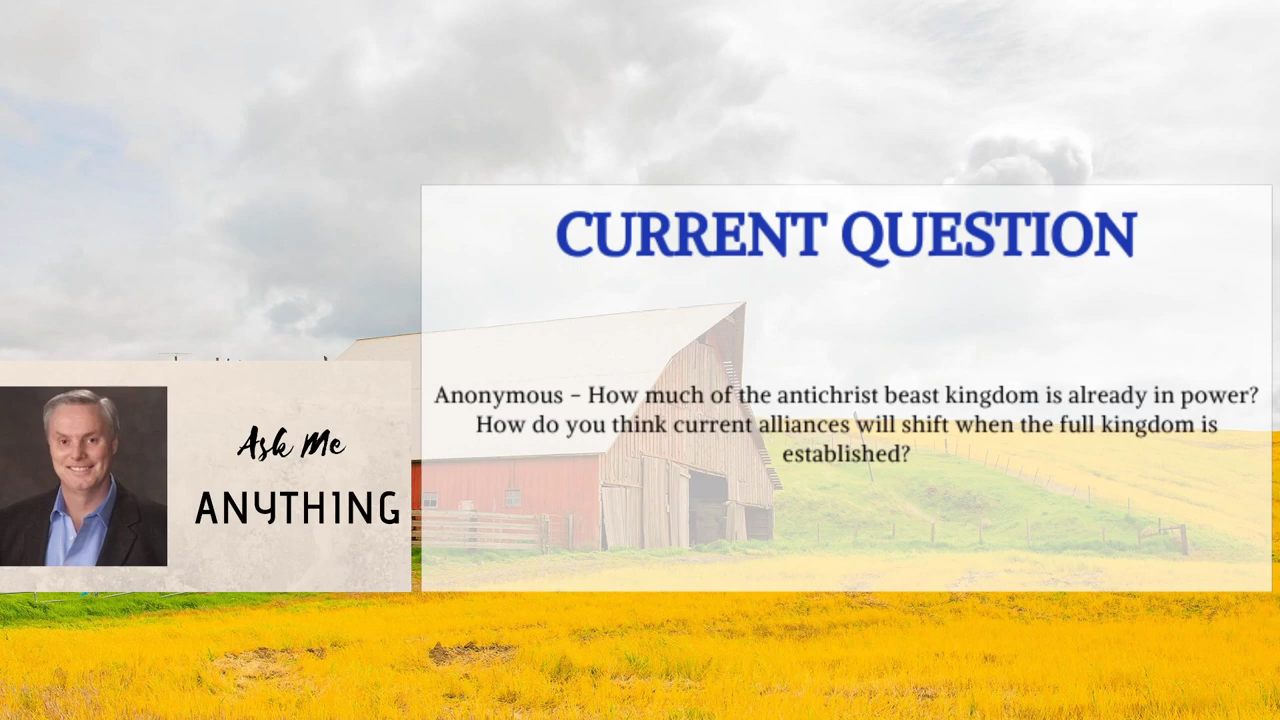 CURRENT QUESTION
Anonymous - How much of the antichrist beast kingdom is already in power?
How do you think current alliances will shift when the full kingdom is
established?
Ask Me
ANYTHING